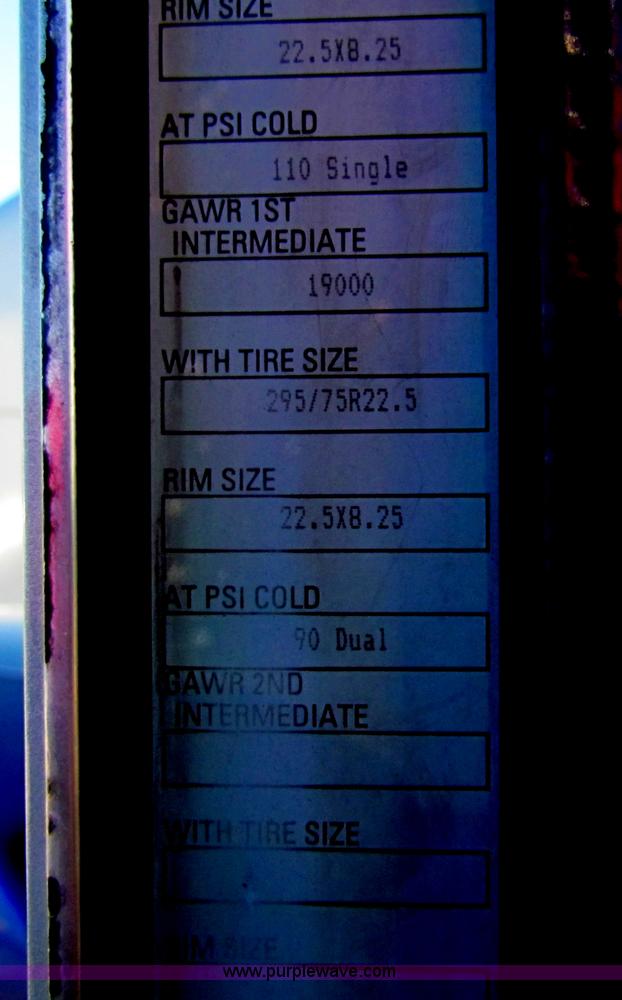 RIM SIZE
22.5X8.25
AT PSI COLD
110 Single
GAWR 1ST
INTERMEDIATE
19000
WITH TIRE SIZE
295/75R22.5
RIM SIZE
22.5X8.25
AT PSI COLD
90 Dual
GAWR 2ND
INTERMEDIATE
WITH TIRE SIZE
RIM SIZE
www.purplewave.com